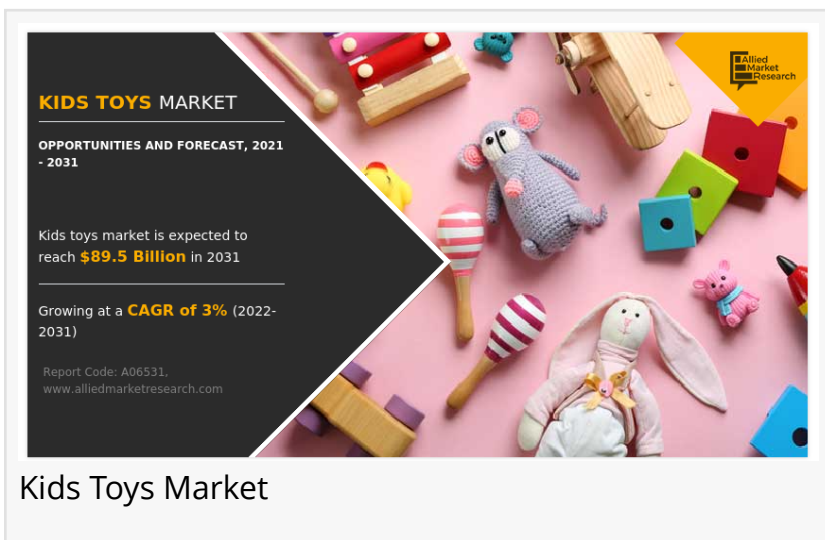 KIDS TOYS MARKET
OPPORTUNITIES AND FORECAST, 2021
- 2031
Kids toys market is expected to
reach $89.5 Billion in 2031
Growing at a CAGR of 3% (2022-
2031)
Report Code: A06531,
www.alliedmarketresearch.com
Allied
Market
Research
Kids Toys Market